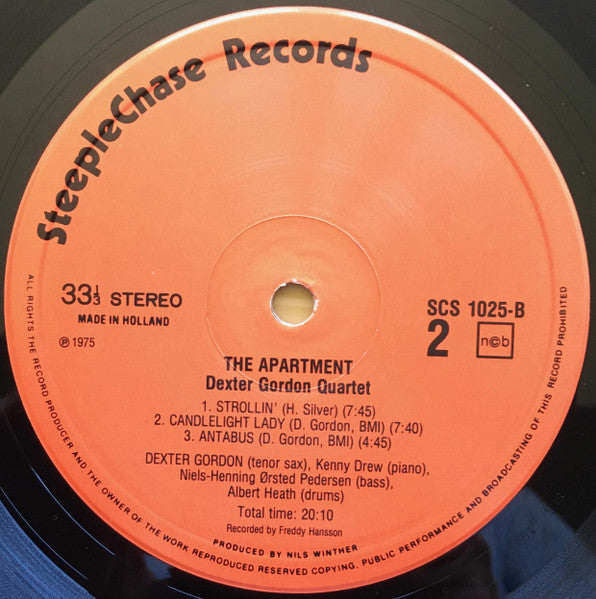 SteepleChase Records
33⅓ STEREO
MADE IN HOLLAND
℗ 1975
SCS 1025-B
2
n©b
THE APARTMENT
Dexter Gordon Quartet
1. STROLLIN' (H. Silver) (7:45)
2. CANDLELIGHT LADY (D. Gordon, BMI) (7:40)
3. ANTABUS (D. Gordon, BMI) (4:45)
DEXTER GORDON (tenor sax), Kenny Drew (piano),
Niels-Henning Ørsted Pedersen (bass),
Albert Heath (drums)
Total time: 20:10
Recorded by Freddy Hansson
PRODUCED BY NILS WINTHER
ALL RIGHTS THE RECORD PRODUCER AND THE OWNER OF THE WORK REPRODUCED RESERVED COPYING, PUBLIC PERFORMANCE AND BROADCASTING OF THIS RECORD PROHIBITED